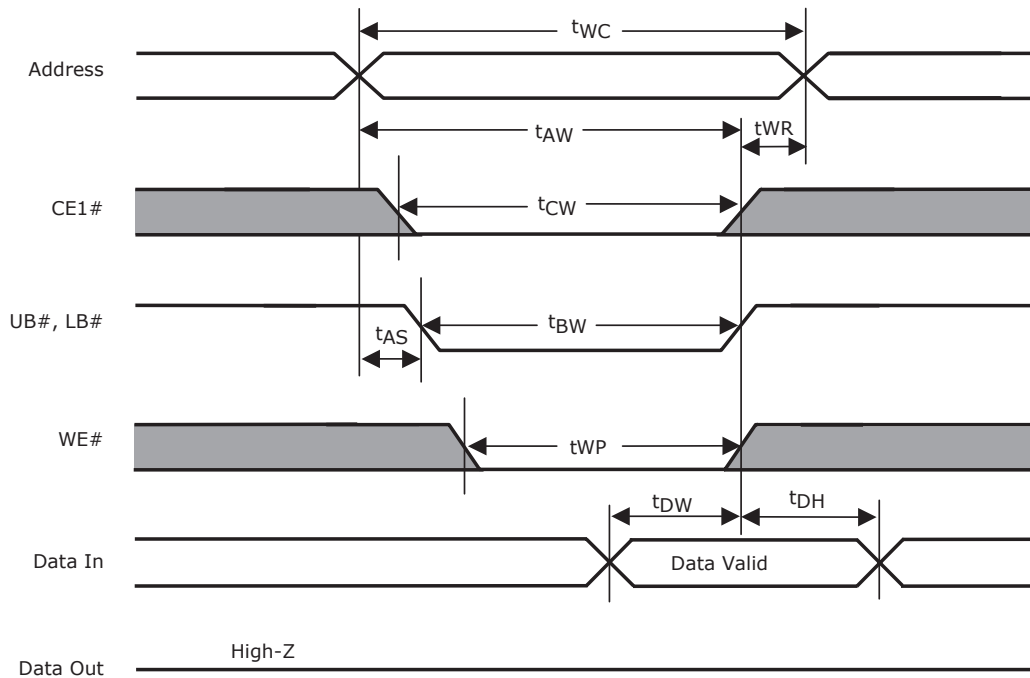 tWC
Address
tAW
tWR
CE1#
tCW
UB#, LB#
tAS
tBW
WE#
tWP
tDW
tDH
Data In
Data Valid
High-Z
Data Out